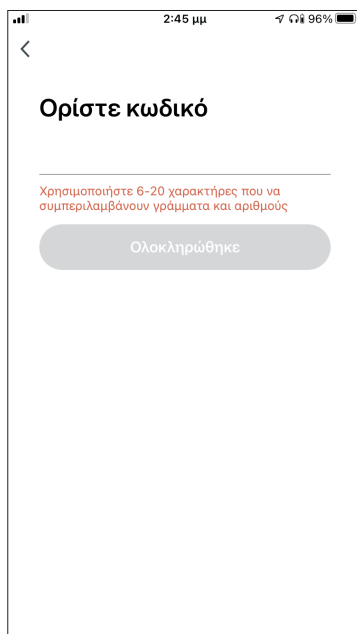 2:45 μμ
96%
Ορίστε κωδικό
Χρησιμοποιήστε 6-20 χαρακτήρες που να
συμπεριλαμβάνουν γράμματα και αριθμούς
Ολοκληρώθηκε